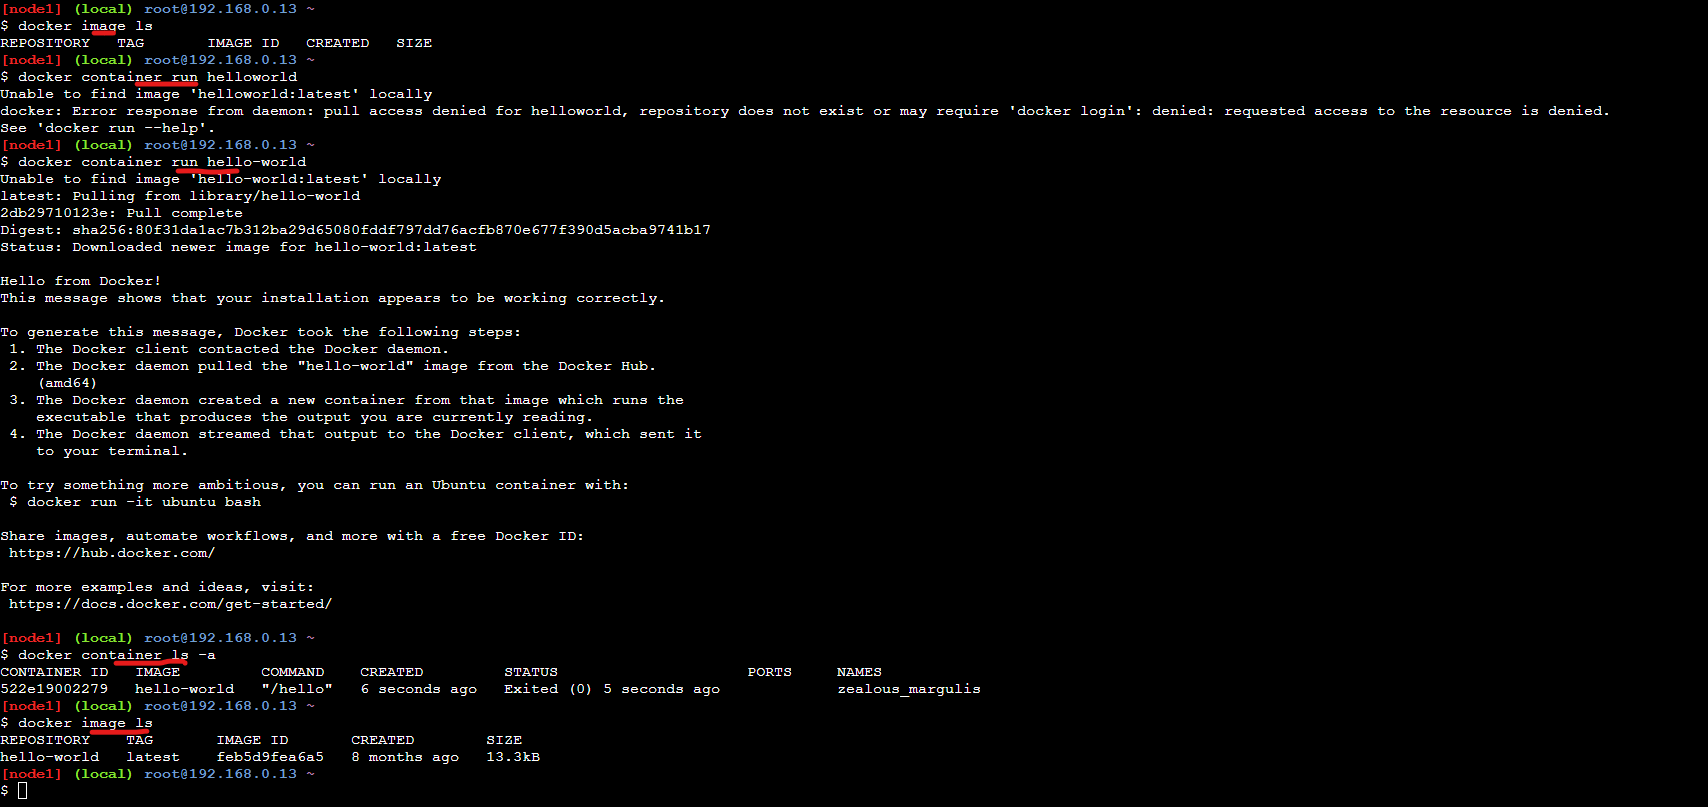 [node1] (local) root@192.168.0.13 ~
$ docker image ls
REPOSITORY   TAG       IMAGE ID   CREATED   SIZE
[node1] (local) root@192.168.0.13 ~
$ docker container run helloworld
Unable to find image 'helloworld:latest' locally
docker: Error response from daemon: pull access denied for helloworld, repository does not exist or may require 'docker login': denied: requested access to the resource is denied.
See 'docker run --help'.
[node1] (local) root@192.168.0.13 ~
$ docker container run hello-world
Unable to find image 'hello-world:latest' locally
latest: Pulling from library/hello-world
2db29710123e: Pull complete
Digest: sha256:80f31da1ac7b312ba29d65080fddf797dd76acfb870e677f390d5acba9741b17
Status: Downloaded newer image for hello-world:latest

Hello from Docker!
This message shows that your installation appears to be working correctly.

To generate this message, Docker took the following steps:
 1. The Docker client contacted the Docker daemon.
 2. The Docker daemon pulled the "hello-world" image from the Docker Hub.
    (amd64)
 3. The Docker daemon created a new container from that image which runs the
    executable that produces the output you are currently reading.
 4. The Docker daemon streamed that output to the Docker client, which sent it
    to your terminal.

To try something more ambitious, you can run an Ubuntu container with:
 $ docker run -it ubuntu bash

Share images, automate workflows, and more with a free Docker ID:
 https://hub.docker.com/

For more examples and ideas, visit:
 https://docs.docker.com/get-started/

[node1] (local) root@192.168.0.13 ~
$ docker container ls -a
CONTAINER ID   IMAGE         COMMAND    CREATED         STATUS                     PORTS     NAMES
522e19002279   hello-world   "/hello"   6 seconds ago   Exited (0) 5 seconds ago             zealous_margulis
[node1] (local) root@192.168.0.13 ~
$ docker image ls
REPOSITORY    TAG       IMAGE ID       CREATED        SIZE
hello-world   latest    feb5d9fea6a5   8 months ago   13.3kB
[node1] (local) root@192.168.0.13 ~
$